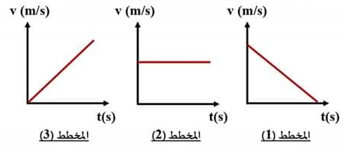 v (m/s) v (m/s) v (m/s)
t(s) t(s) t(s)
المخطط (1) المخطط (2) المخطط (3)